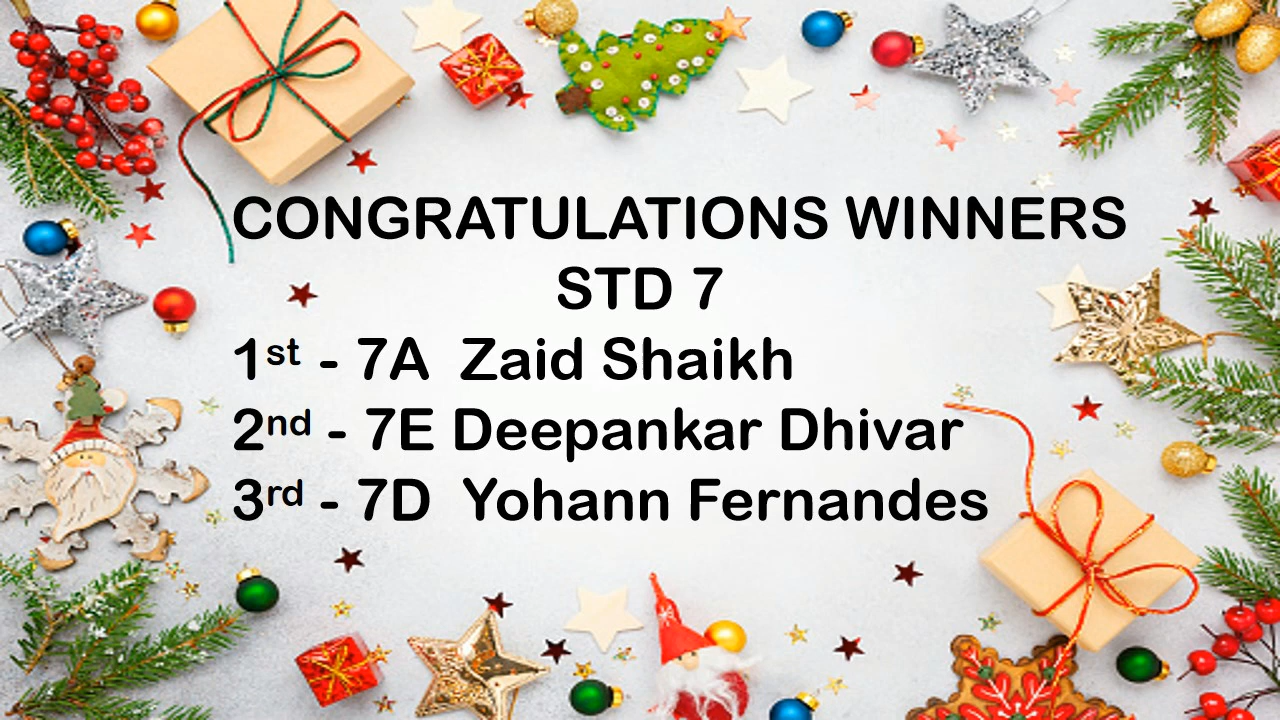 CONGRATULATIONS WINNERS
STD 7
1st - 7A Zaid Shaikh
2nd - 7E Deepankar Dhivar
3rd - 7D Yohann Fernandes